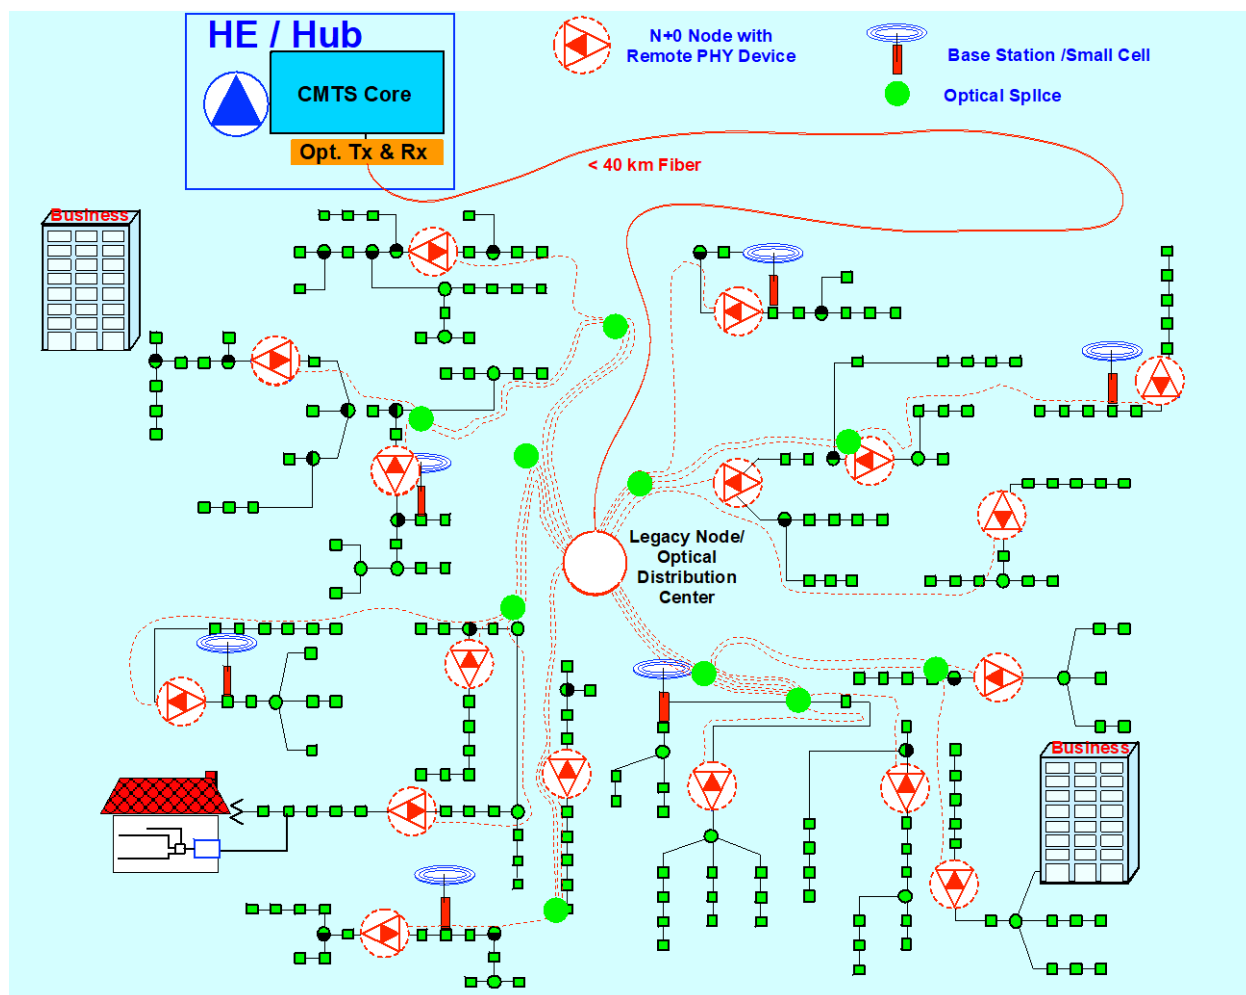 HE / Hub
CMTS Core
Opt. Tx & Rx
N+0 Node with
Remote PHY Device
Base Station /Small Cell
Optical Splice
< 40 km Fiber
Business
Legacy Node/
Optical
Distribution
Center
Business